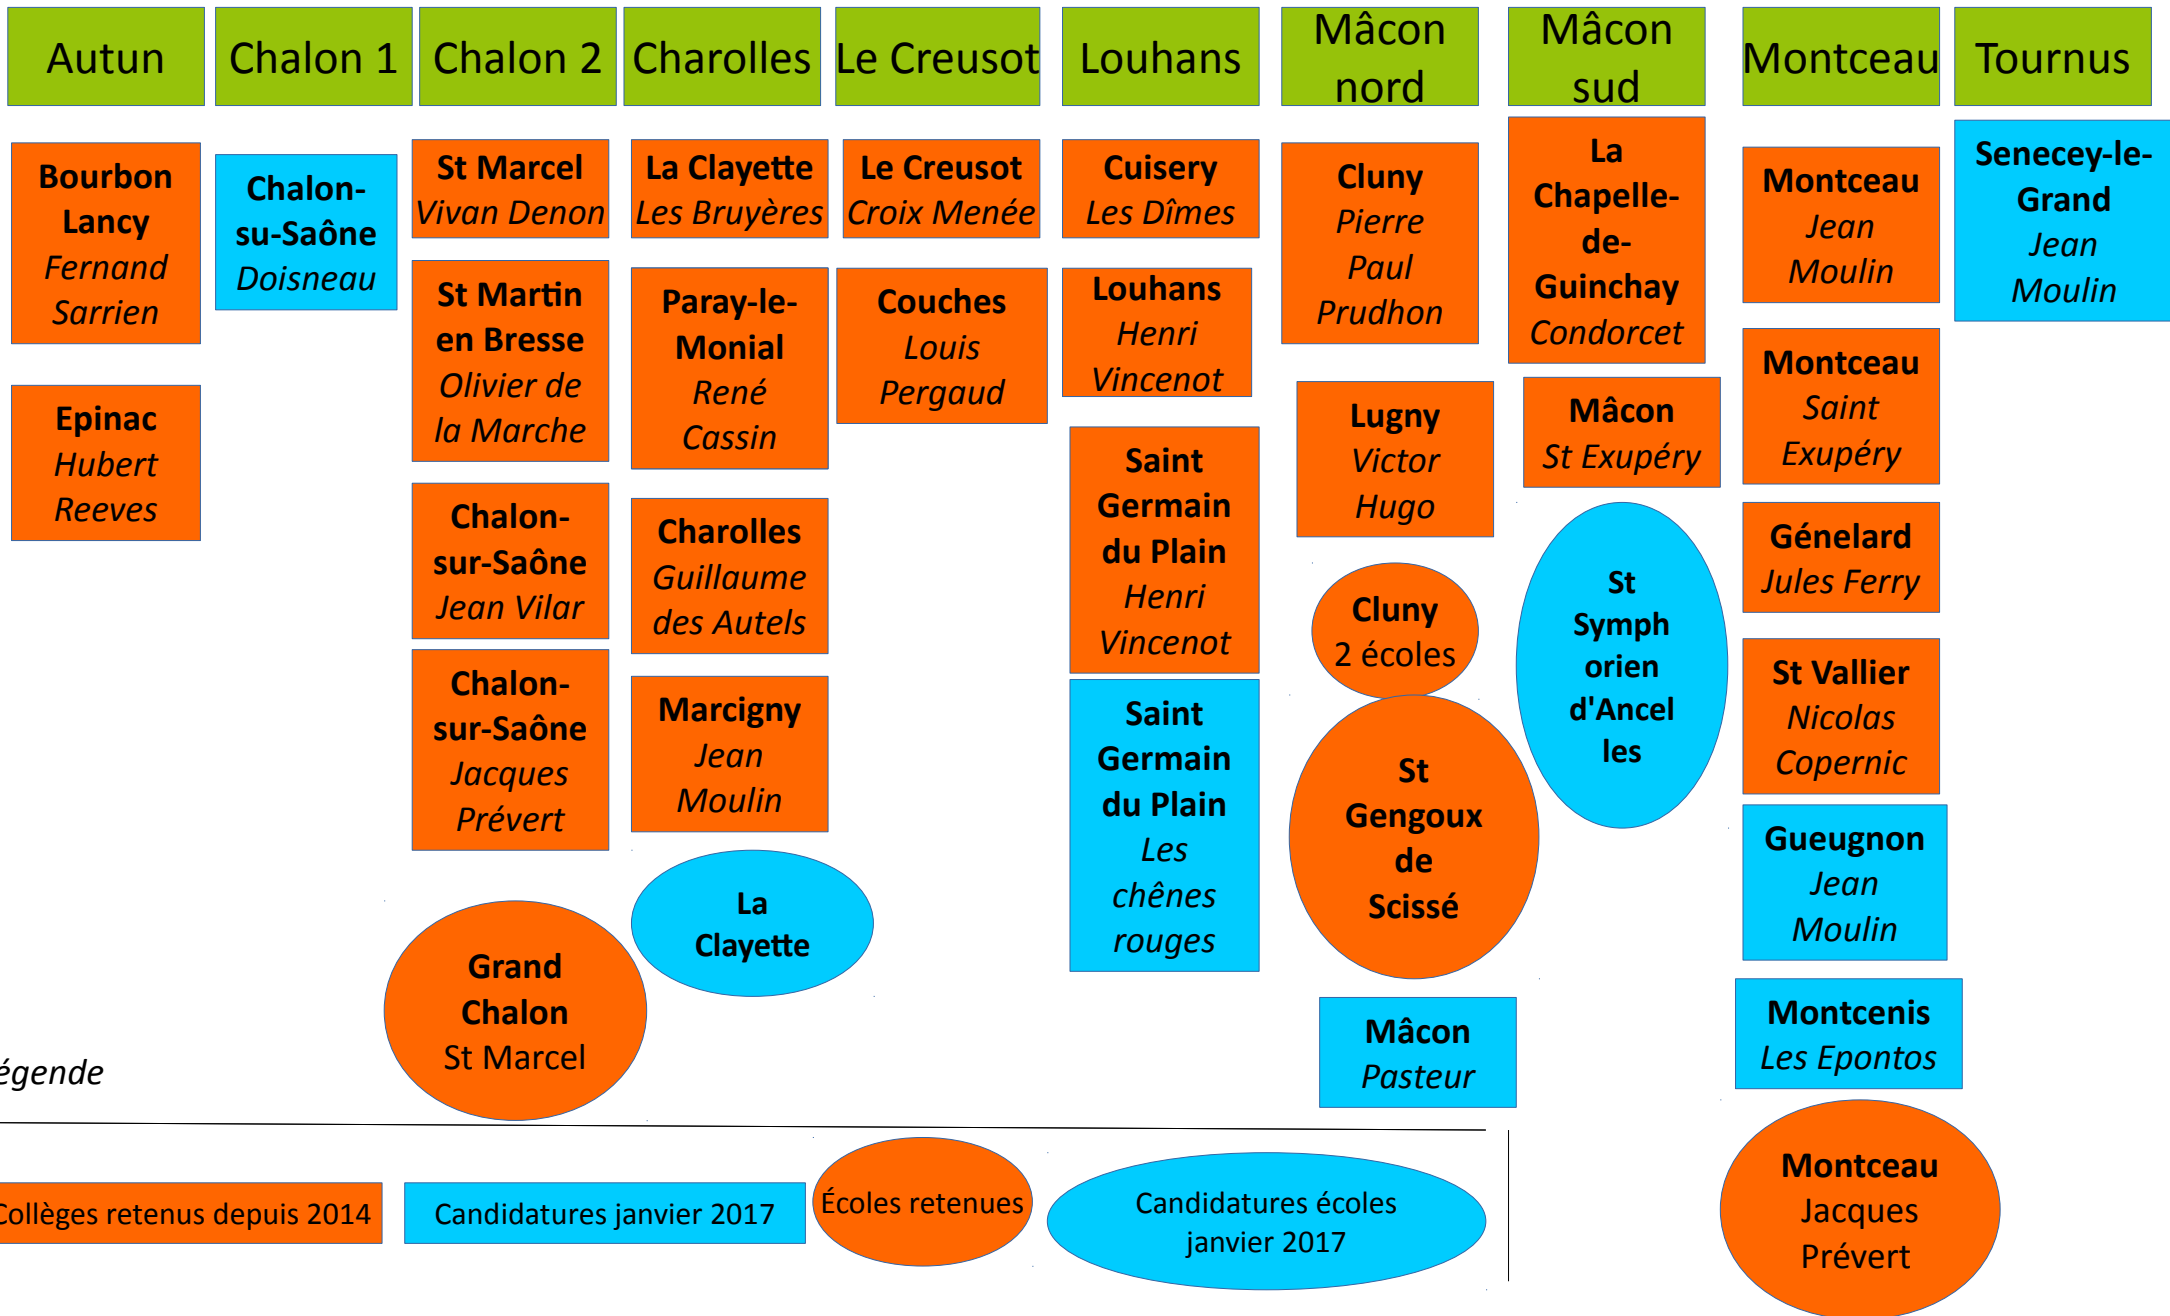 Autun
Chalon 1
Chalon 2
Charolles
Le Creusot
Louhans
Mâcon
nord
Mâcon
sud
Montceau
Tournus
Bourbon
Lancy
Fernand
Sarrien
Epinac
Hubert
Reeves
Chalon-
su-Saône
Doisneau
St Marcel
Vivan Denon
St Martin
en Bresse
Olivier de
la Marche
Chalon-
sur-Saône
Jean Vilar
Chalon-
sur-Saône
Jacques
Prévert
Grand
Chalon
St Marcel
La Clayette
Les Bruyères
Paray-le-
Monial
René
Cassin
Charolles
Guillaume
des Autels
Marcigny
Jean
Moulin
La
Clayette
Le Creusot
Croix Menée
Couches
Louis
Pergaud
Cuisery
Les Dîmes
Louhans
Henri
Vincenot
Saint
Germain
du Plain
Henri
Vincenot
Saint
Germain
du Plain
Les
chênes
rouges
Cluny
Pierre
Paul
Prudhon
Lugny
Victor
Hugo
Cluny
2 écoles
St
Gengoux
de
Scissé
Mâcon
Pasteur
La
Chapelle-
de-
Guinchay
Condorcet
Mâcon
St Exupéry
St
Symph
orien
d'Ancel
les
Montceau
Jean
Moulin
Montceau
Saint
Exupéry
Génelard
Jules Ferry
St Vallier
Nicolas
Copernic
Gueugnon
Jean
Moulin
Montcenis
Les Epontos
Montceau
Jacques
Prévert
Senecey-le-
Grand
Jean
Moulin
égende
Collèges retenus depuis 2014
Candidatures janvier 2017
Écoles retenues
Candidatures écoles
janvier 2017